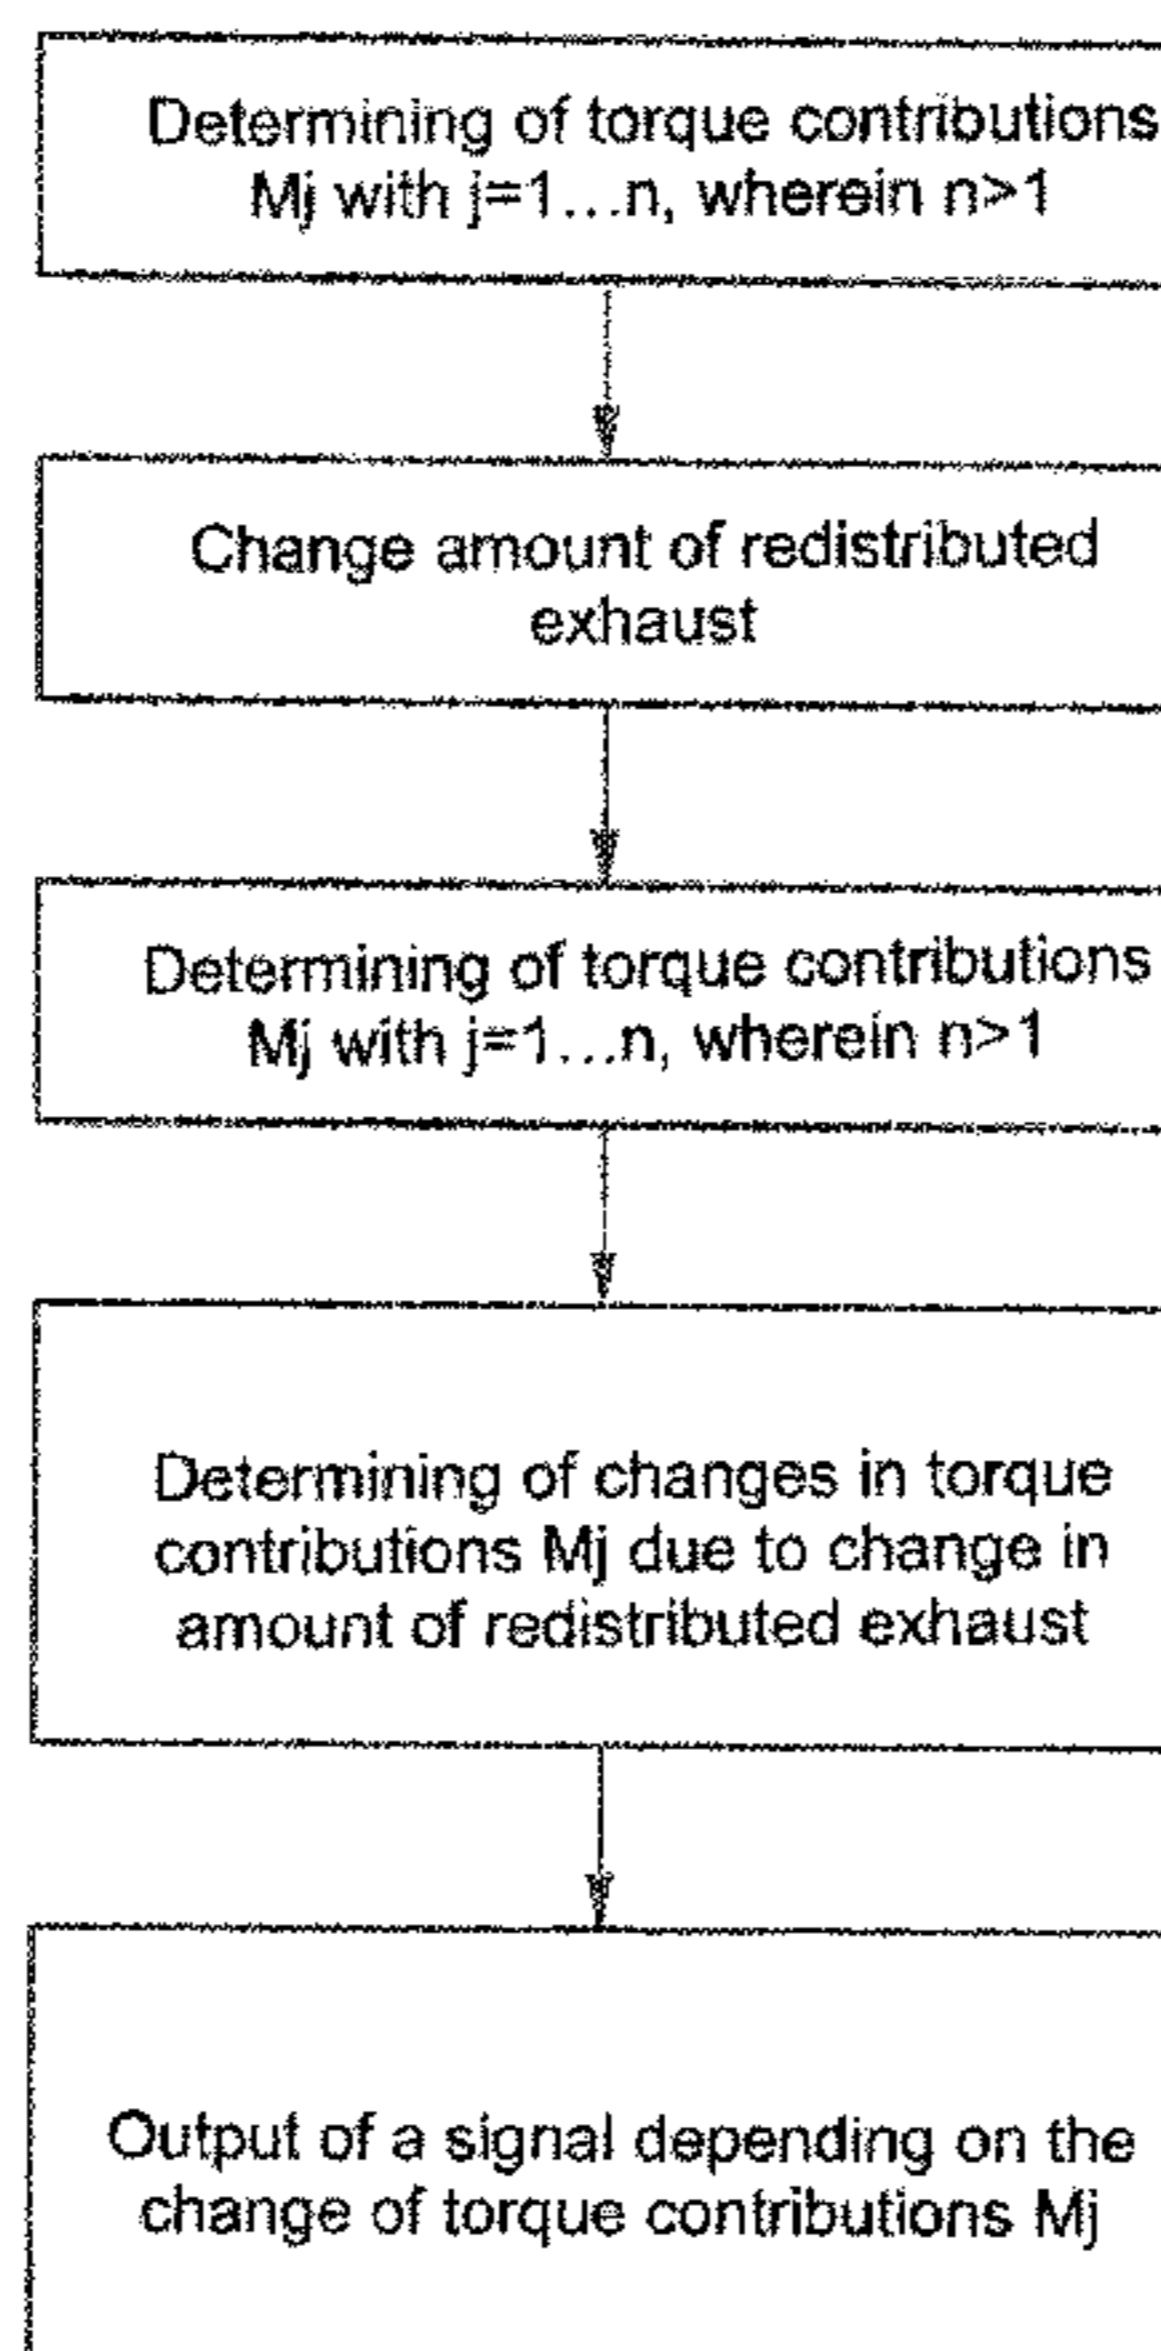 Determining of torque contributions
Mj with j=1...n, wherein n>1
Change amount of redistributed
exhaust
Determining of torque contributions
Mj with j=1...n, wherein n>1
Determining of changes in torque
contributions Mj due to change in
amount of redistributed exhaust
Output of a signal depending on the
change of torque contributions Mj